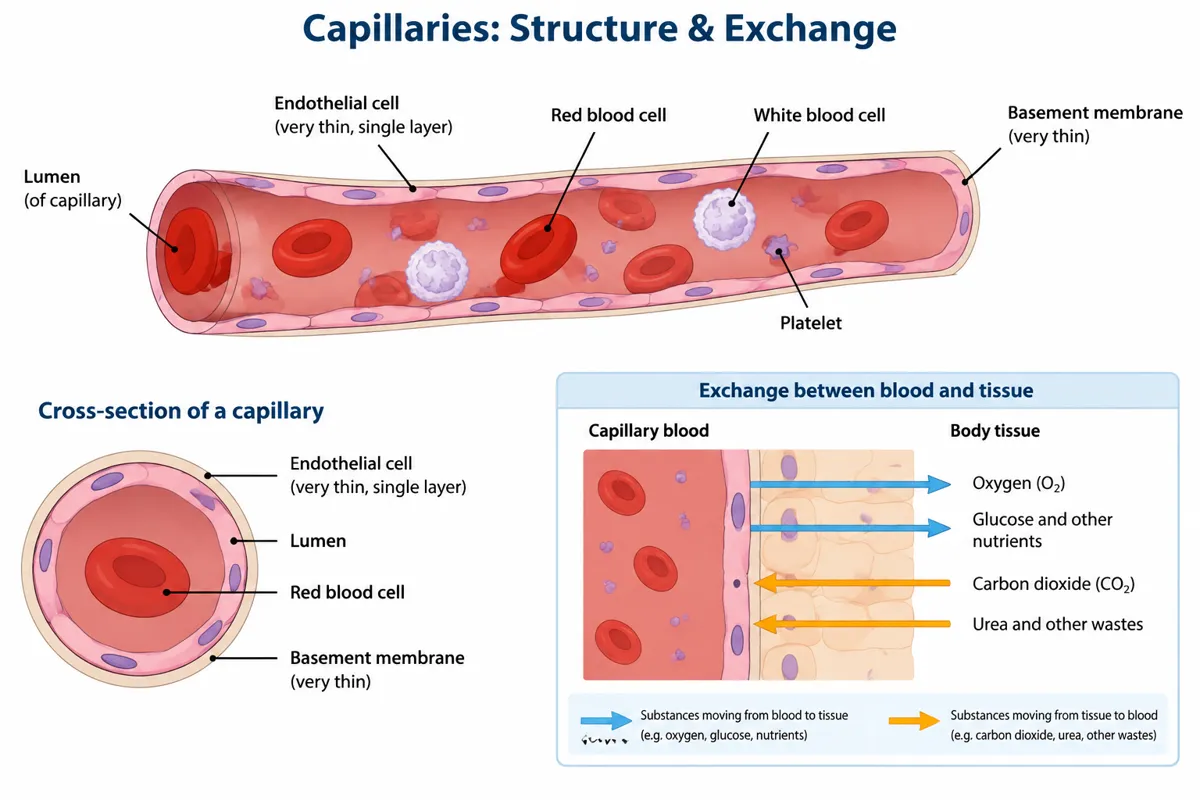 Capillaries: Structure & Exchange
Endothelial cell
(very thin, single layer)
Red blood cell
White blood cell
Basement membrane
(very thin)
Lumen
(of capillary)
Platelet
Cross-section of a capillary
Endothelial cell
(very thin, single layer)
Lumen
Red blood cell
Basement membrane
(very thin)
Exchange between blood and tissue
Capillary blood
Body tissue
Oxygen (O₂)
Glucose and other
nutrients
Carbon dioxide (CO₂)
Urea and other wastes
Substances moving from blood to tissue
(e.g. oxygen, glucose, nutrients)
Substances moving from tissue to blood
(e.g. carbon dioxide, urea, other wastes)